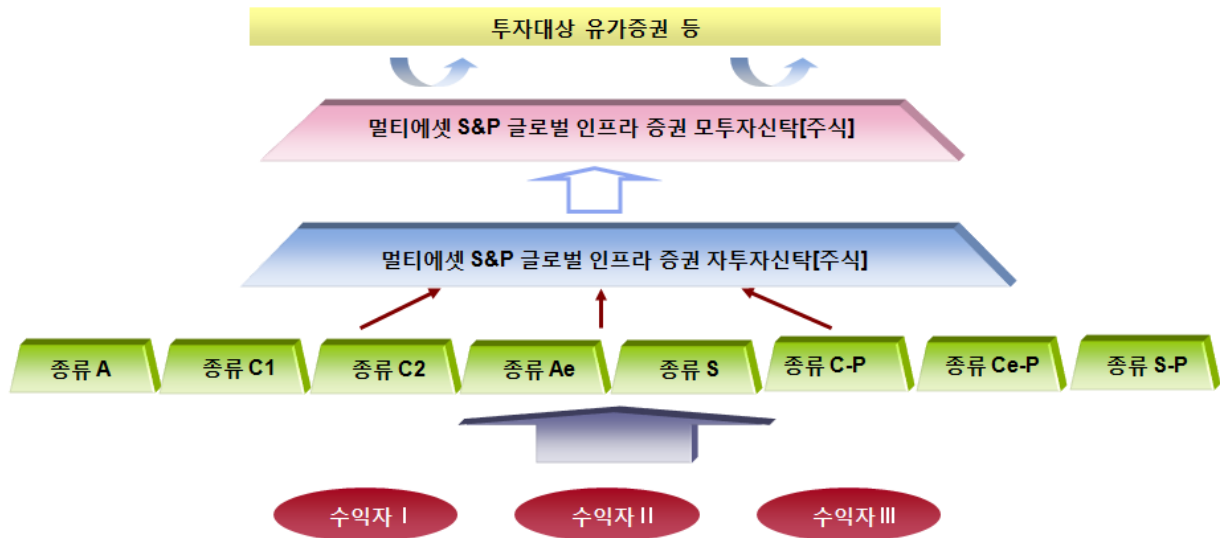 투자대상 유가증권 등
멀티에셋 S&P 글로벌 인프라 증권 모투자신탁[주식]
멀티에셋 S&P 글로벌 인프라 증권 자투자신탁[주식]
종류 A
종류 C1
종류 C2
종류 Ae
종류 S
종류 C-P
종류 Ce-P
종류 S-P
수익자 Ⅰ
수익자 Ⅱ
수익자 Ⅲ